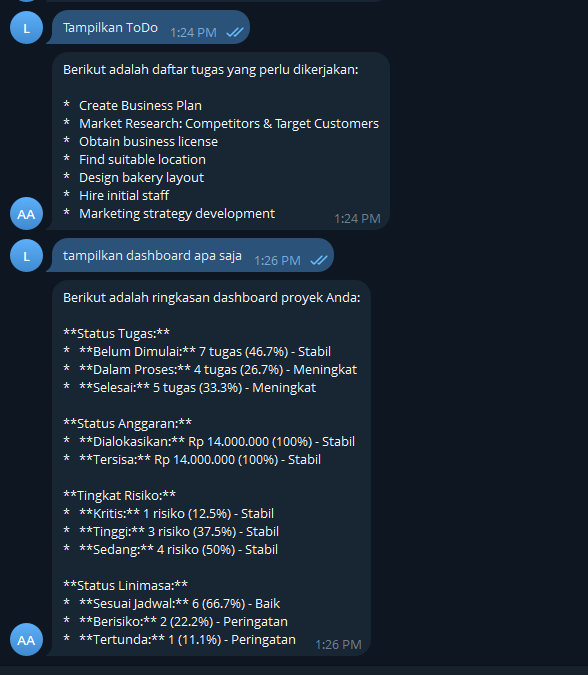 L
Tampilkan ToDo 1:24 PM
Berikut adalah daftar tugas yang perlu dikerjakan:
* Create Business Plan
* Market Research: Competitors & Target Customers
* Obtain business license
* Find suitable location
* Design bakery layout
* Hire initial staff
* Marketing strategy development
AA
1:24 PM
L
tampilkan dashboard apa saja 1:26 PM
Berikut adalah ringkasan dashboard proyek Anda:
**Status Tugas:**
* **Belum Dimulai:** 7 tugas (46.7%) - Stabil
* **Dalam Proses:** 4 tugas (26.7%) - Meningkat
* **Selesai:** 5 tugas (33.3%) - Meningkat
**Status Anggaran:**
* **Dialokasikan:** Rp 14.000.000 (100%) - Stabil
* **Tersisa:** Rp 14.000.000 (100%) - Stabil
**Tingkat Risiko:**
* **Kritis:** 1 risiko (12.5%) - Stabil
* **Tinggi:** 3 risiko (37.5%) - Stabil
* **Sedang:** 4 risiko (50%) - Stabil
**Status Linimasa:**
* **Sesuai Jadwal:** 6 (66.7%) - Baik
* **Berisiko:** 2 (22.2%) - Peringatan
* **Tertunda:** 1 (11.1%) - Peringatan
AA
1:26 PM